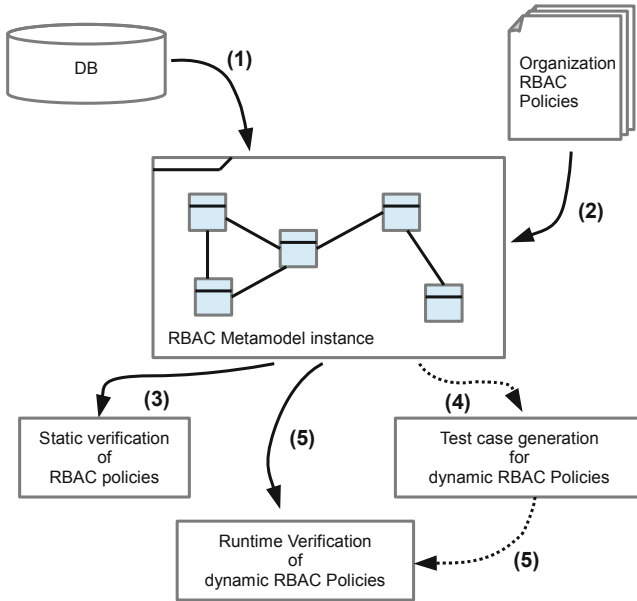 DB
(1)
Organization
RBAC
Policies
(2)
RBAC Metamodel instance
(3)
(4)
Static verification
of
RBAC policies
(5)
Test case generation
for
dynamic RBAC Policies
Runtime Verification
of
dynamic RBAC Policies
(5)